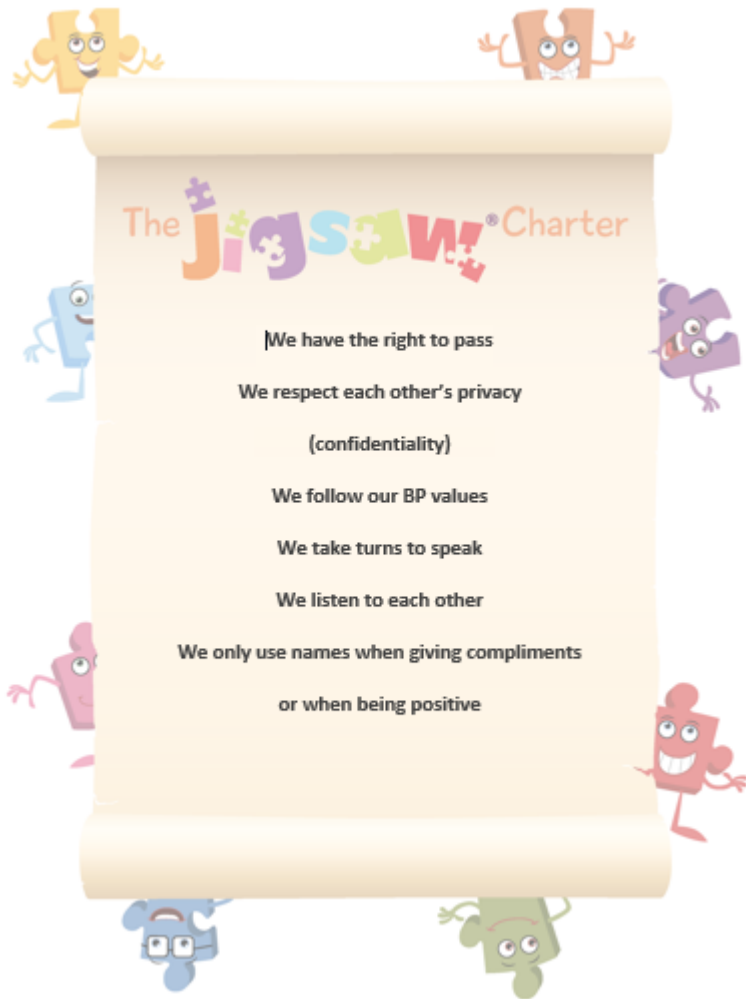 The jigsaw® Charter
We have the right to pass
We respect each other’s privacy
(confidentiality)
We follow our BP values
We take turns to speak
We listen to each other
We only use names when giving compliments
or when being positive